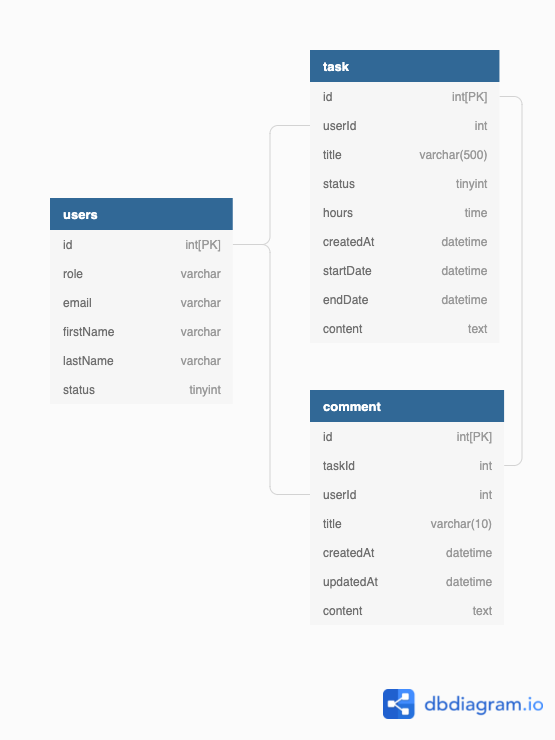 task
id int[PK]
userId int
title varchar(500)
status tinyint
hours time
createdAt datetime
startDate datetime
endDate datetime
content text
users
id int[PK]
role varchar
email varchar
firstName varchar
lastName varchar
status tinyint
comment
id int[PK]
taskId int
userId int
title varchar(10)
createdAt datetime
updatedAt datetime
content text
dbdiagram.io